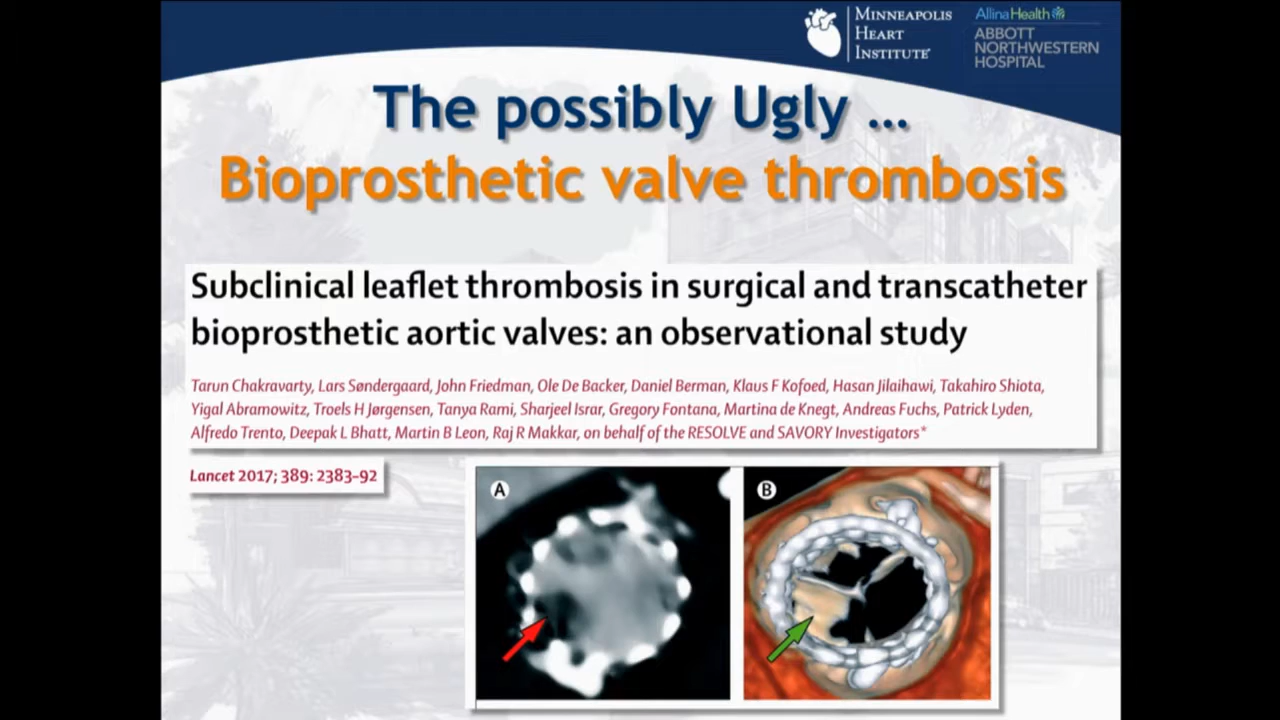 MINNEAPOLIS
HEART
INSTITUTE
Allina Health
ABBOTT
NORTHWESTERN
HOSPITAL
The possibly Ugly ...
Bioprosthetic valve thrombosis
Subclinical leaflet thrombosis in surgical and transcatheter
bioprosthetic aortic valves: an observational study
Tarun Chakravarty, Lars Søndergaard, John Friedman, Ole De Backer, Daniel Berman, Klaus F Kofoed, Hasan Jilaihawi, Takahiro Shiota,
Yigal Abramowitz, Troels H Jørgensen, Tanya Rami, Sharjeel Israr, Gregory Fontana, Martina de Knegt, Andreas Fuchs, Patrick Lyden,
Alfredo Trento, Deepak L Bhatt, Martin B Leon, Raj R Makkar, on behalf of the RESOLVE and SAVORY Investigators*
Lancet 2017; 389: 2383–92
A
B